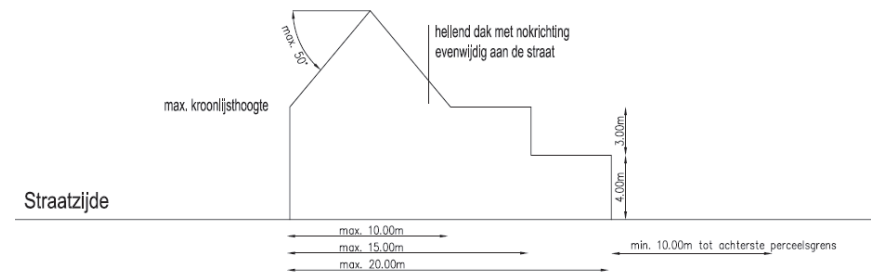 hellend dak met nokrichting
evenwijdig aan de straat
max. 50°
max. kroonlijsthoogte
3.00m
4.00m
Straatzijde
max. 10.00m
max. 15.00m
min. 10.00m tot achterste perceelsgrens
max. 20.00m